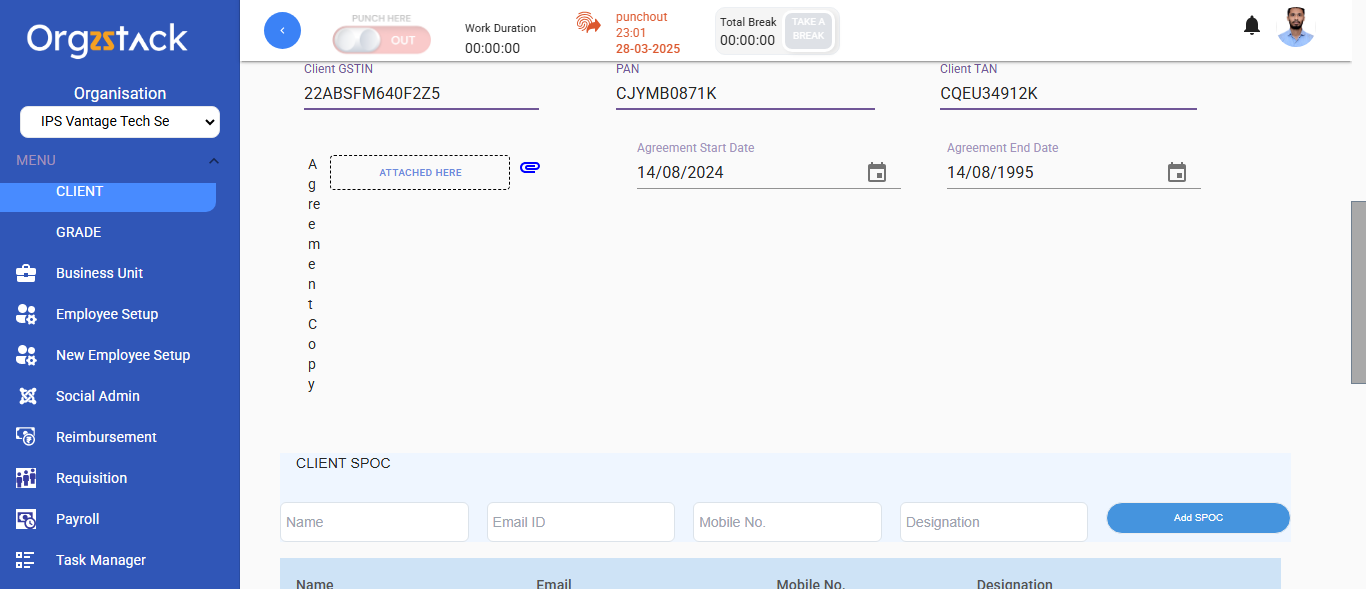 Orgzstack
Organisation
IPS Vantage Tech Se
MENU
CLIENT
GRADE
Business Unit
Employee Setup
New Employee Setup
Social Admin
Reimbursement
Requisition
Payroll
Task Manager
PUNCH HERE
OUT
Work Duration
00:00:00
punchout
23:01
28-03-2025
Total Break
00:00:00
TAKE A
BREAK
Client GSTIN
PAN
Client TAN
22ABSFM640F2Z5
CJYMB0871K
CQEU34912K
Agreement Copy
ATTACHED HERE
Agreement Start Date
14/08/2024
Agreement End Date
14/08/1995
CLIENT SPOC
Name
Email ID
Mobile No.
Designation
Add SPOC
Name
Email
Mobile No.
Designation